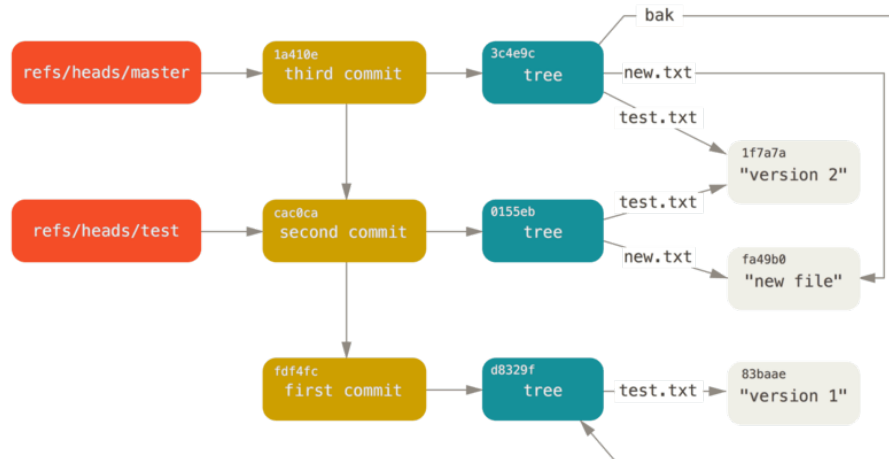 bak
1a410e
3c4e9c
refs/heads/master
third commit
tree
new.txt
test.txt
1f7a7a
"version 2"
cac0ca
0155eb
test.txt
refs/heads/test
second commit
tree
new.txt
fa49b0
"new file"
fdf4fc
d8329f
83baae
first commit
tree
test.txt
"version 1"